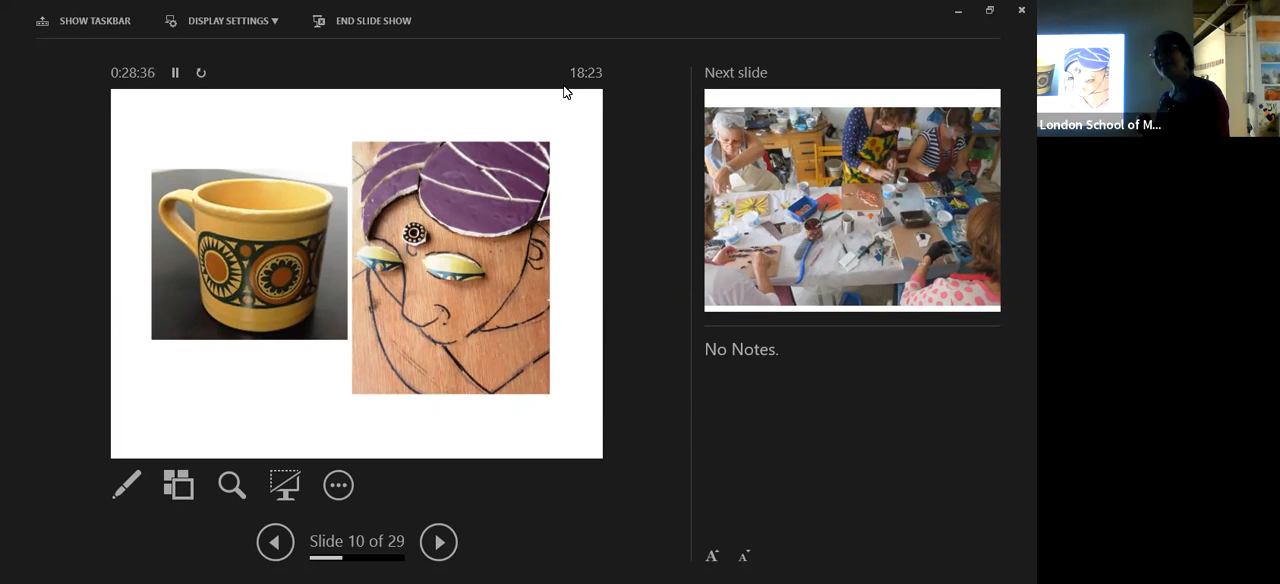 SHOW TASKBAR
DISPLAY SETTINGS ▼
END SLIDE SHOW
0:28:36
18:23
Next slide
London School of M...
No Notes.
Slide 10 of 29
A
A